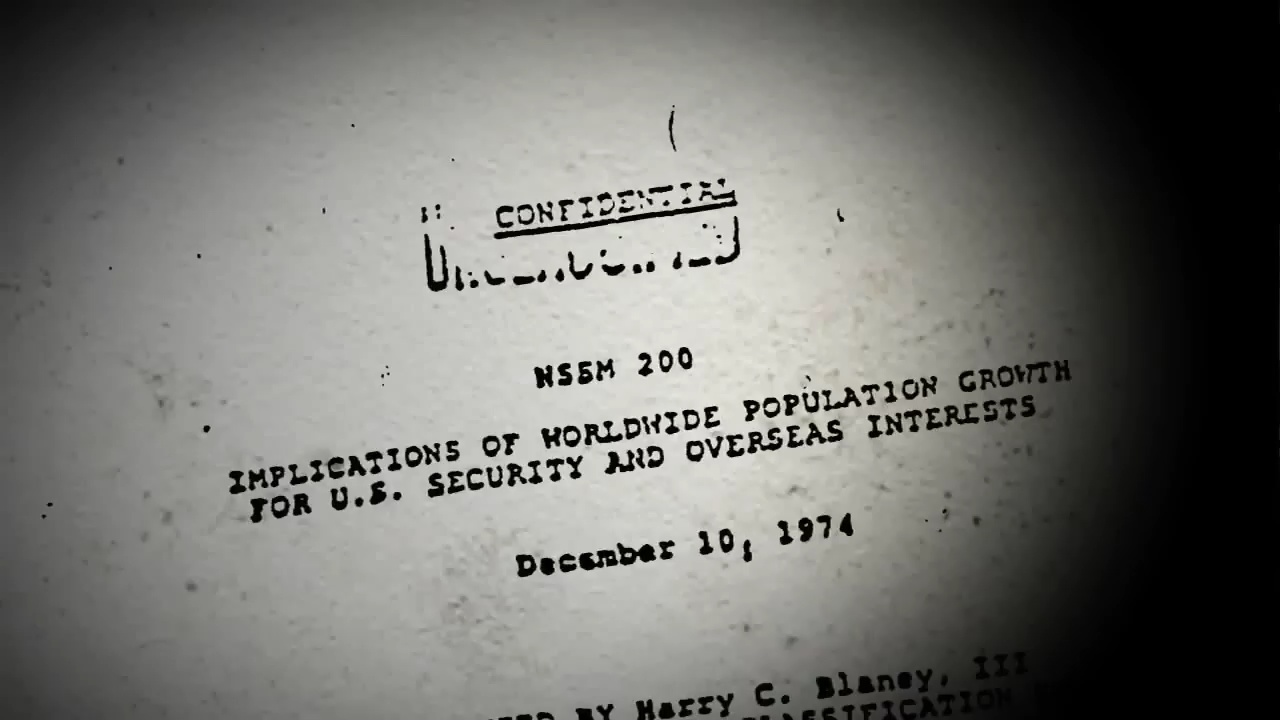 CONFIDENTIAL
NSSM 200
IMPLICATIONS OF WORLDWIDE POPULATION GROWTH
FOR U.S. SECURITY AND OVERSEAS INTERESTS
December 10, 1974
BY Harry C. Blaney, III